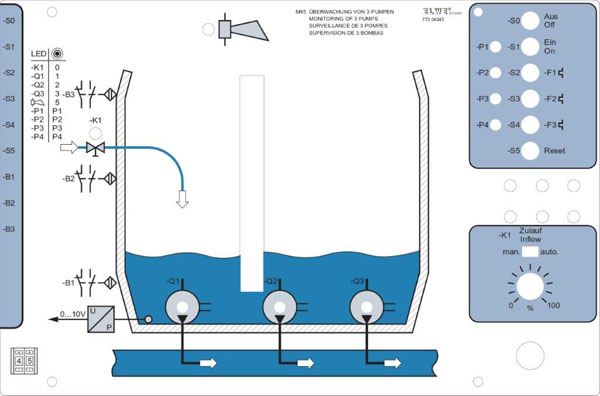 -S0
-S1
-S2
-S3
-S4
-S5
-B1
-B2
-B3
LED
-K1 0
-Q1 1
-Q2 2
-Q3 3
5
-P1 P1
-P2 P2
-P3 P3
-P4 P4
M45 ÜBERWACHUNG VON 3 PUMPEN
MONITORING OF 3 PUMPS
SURVEILLANCE DE 3 POMPES
SUPERVISION DE 3 BOMBAS
773 04045
-B3
-K1
-B2
-B1
-Q1
-Q2
-Q3
0...10V
U
P
4 5
-S0 Aus
Off
-P1 -S1 Ein
On
-P2 -S2 -F1
-P3 -S3 -F2
-P4 -S4 -F3
-S5 Reset
-K1 Zulauf
Inflow
man. auto.
0 % 100